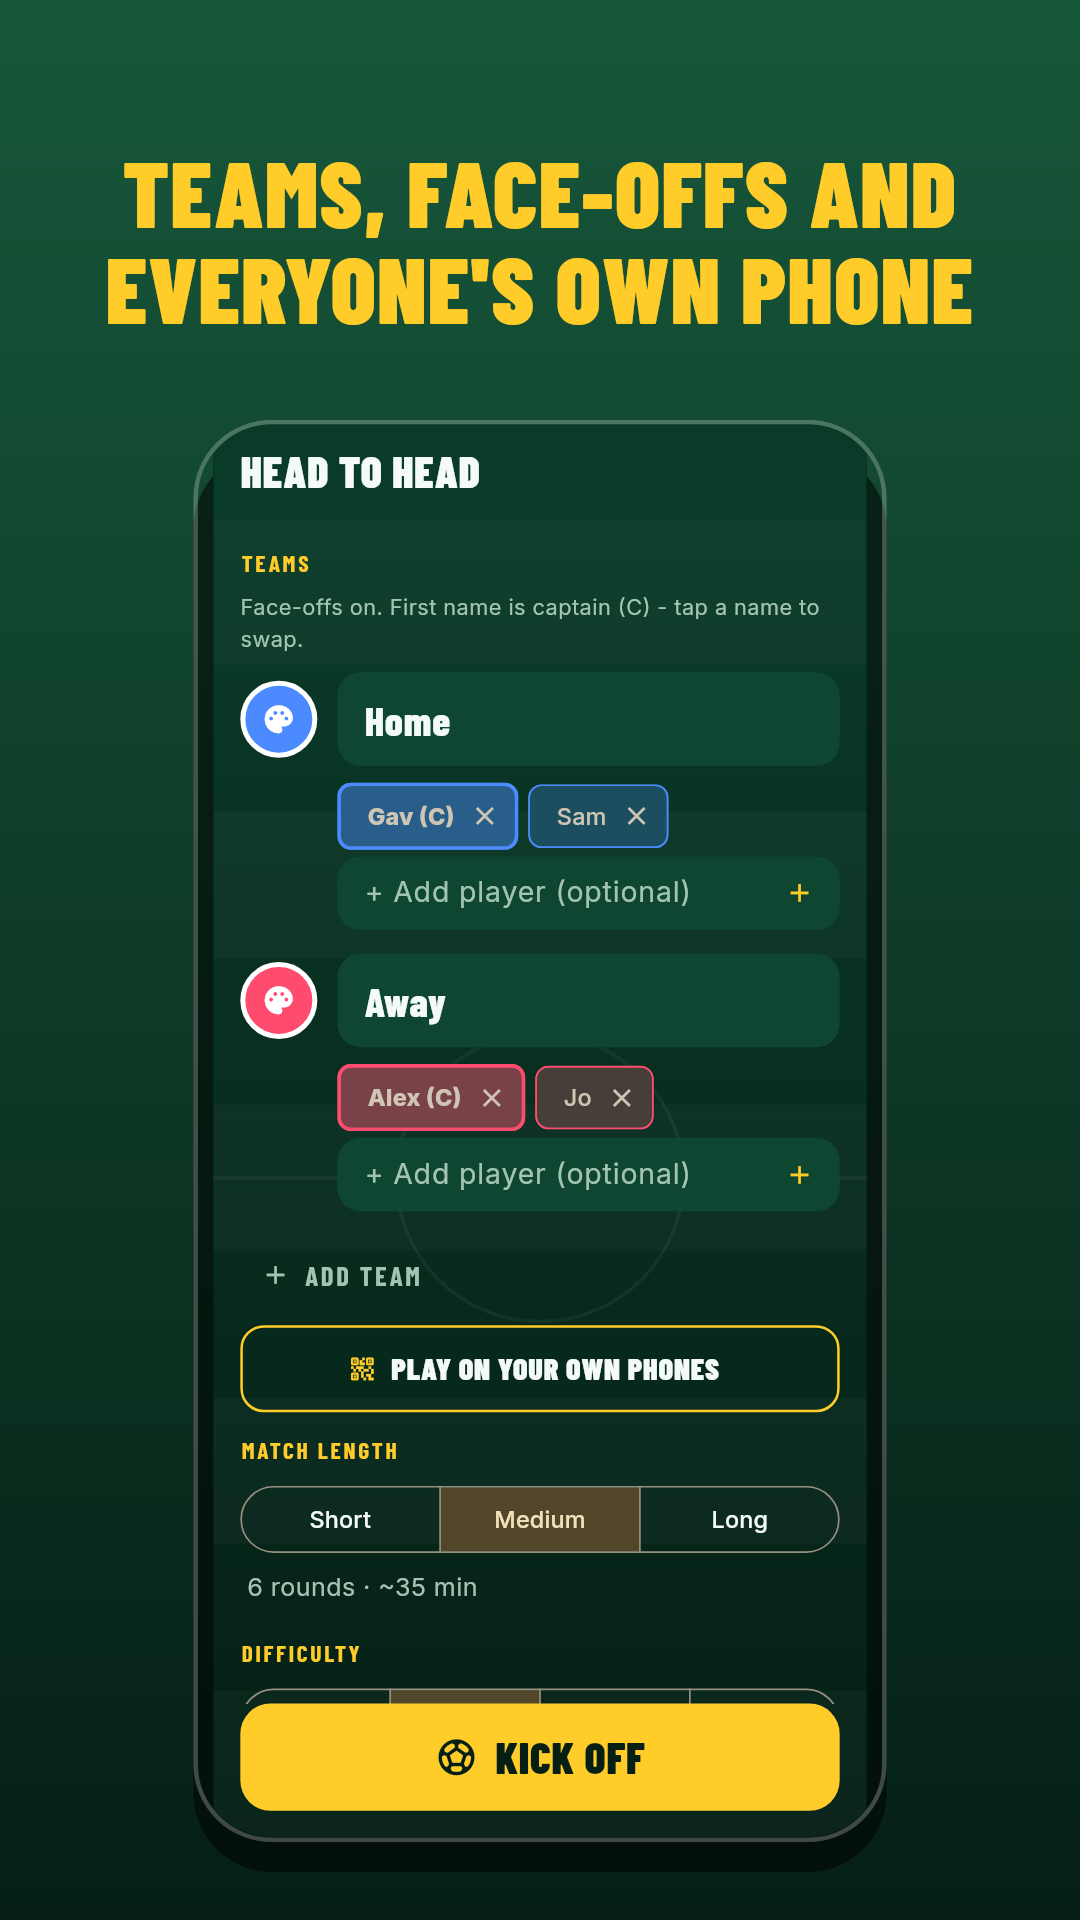 TEAMS, FACE-OFFS AND
EVERYONE'S OWN PHONE
HEAD TO HEAD
TEAMS
Face-offs on. First name is captain (C) - tap a name to
swap.
Home
Gav (C) Sam
+ Add player (optional) +
Away
Alex (C) Jo
+ Add player (optional) +
+ ADD TEAM
PLAY ON YOUR OWN PHONES
MATCH LENGTH
Short Medium Long
6 rounds · ~35 min
DIFFICULTY
KICK OFF